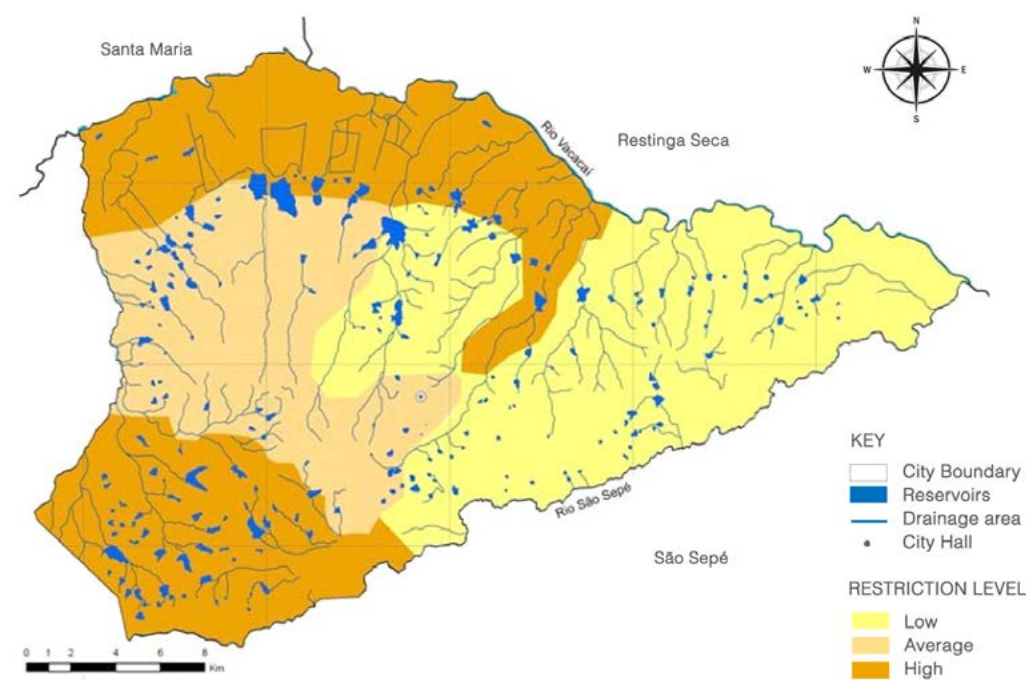 N
Santa Maria
W
E
S
Rio Vacacaí
Restinga Seca
KEY
City Boundary
Reservoirs
Rio São Sepé
Drainage area
City Hall
São Sepé
RESTRICTION LEVEL
Low
Average
High
0 1 2 4 6 8
Km